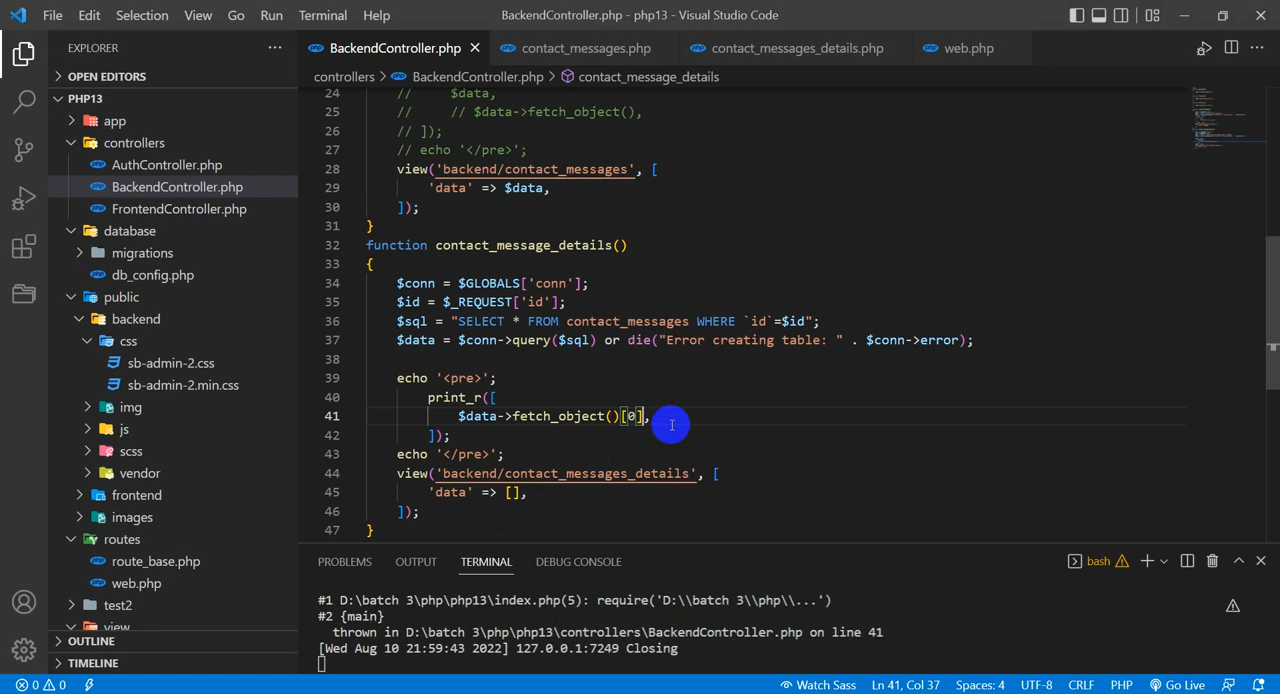 File Edit Selection View Go Run Terminal Help
BackendController.php - php13 - Visual Studio Code
EXPLORER
OPEN EDITORS
PHP13
app
controllers
AuthController.php
BackendController.php
FrontendController.php
database
migrations
db_config.php
public
backend
css
sb-admin-2.css
sb-admin-2.min.css
img
js
scss
vendor
frontend
images
routes
route_base.php
web.php
test2
view
OUTLINE
TIMELINE
BackendController.php contact_messages.php contact_messages_details.php web.php
controllers > BackendController.php > contact_message_details
24 // $data,
25 // // $data->fetch_object(),
26 // ]);
27 // echo '</pre>';
28 view('backend/contact_messages', [
29 'data' => $data,
30 ]);
31 }
32 function contact_message_details()
33 {
34 $conn = $GLOBALS['conn'];
35 $id = $_REQUEST['id'];
36 $sql = "SELECT * FROM contact_messages WHERE `id`=$id";
37 $data = $conn->query($sql) or die("Error creating table: " . $conn->error);
38
39 echo '<pre>';
40 print_r([
41 $data->fetch_object()[0],
42 ]);
43 echo '</pre>';
44 view('backend/contact_messages_details', [
45 'data' => [],
46 ]);
47 }
PROBLEMS OUTPUT TERMINAL DEBUG CONSOLE
bash
#1 D:\batch 3\php\php13\index.php(5): require('D:\\batch 3\\php\\...')
#2 {main}
thrown in D:\batch 3\php\php13\controllers\BackendController.php on line 41
[Wed Aug 10 21:59:43 2022] 127.0.0.1:7249 Closing
0 0 Watch Sass Ln 41, Col 37 Spaces: 4 UTF-8 CRLF PHP Go Live